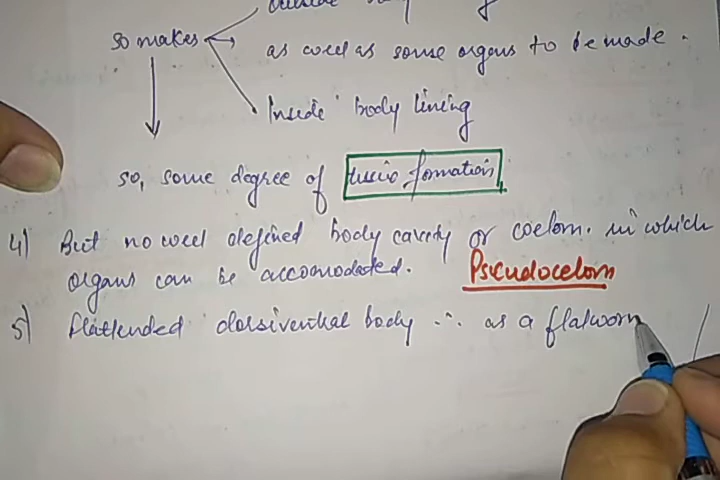 outside body
so makes
as well as some organs to be made.
Inside body lining
so, some degree of formation
4) But no well defined body cavity or coelom. in which
organs can be accomodated. Pseudocelom
5) flattended dorsiventral body ∴ as a flatworm